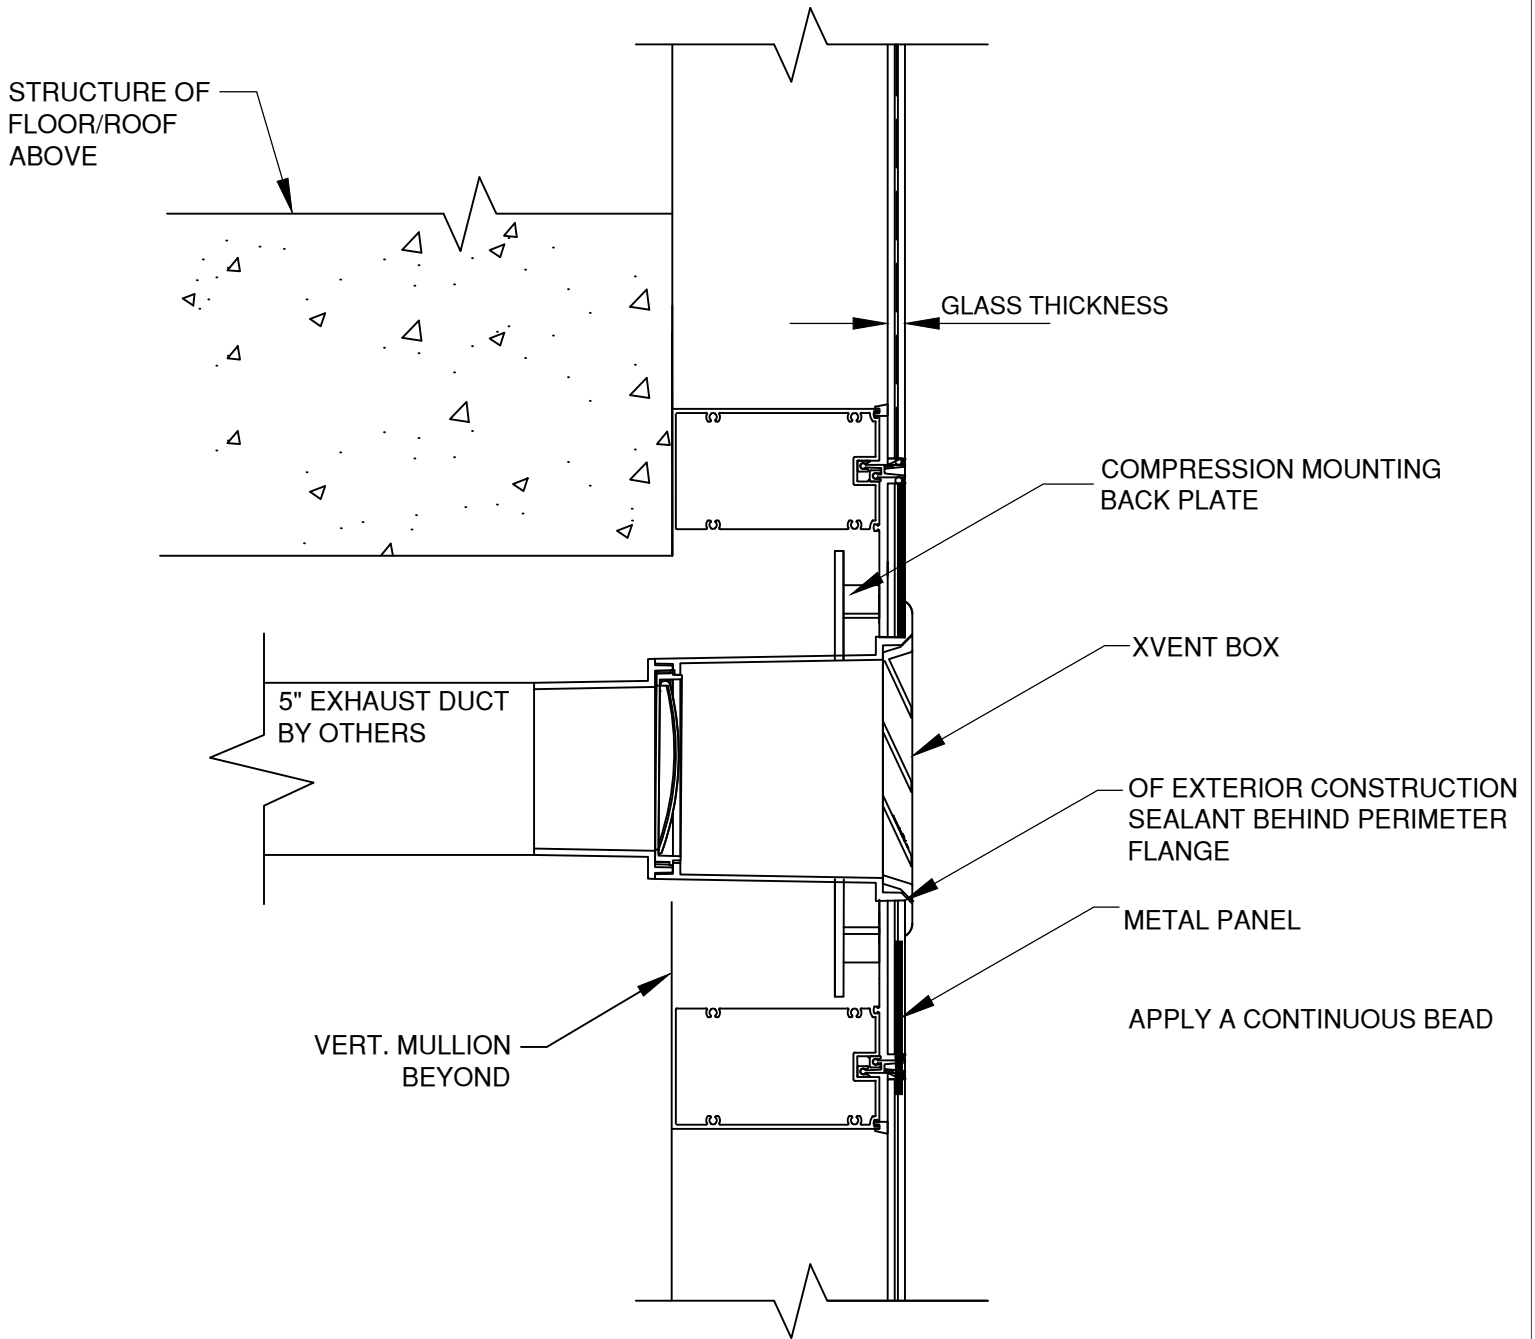 STRUCTURE OF
FLOOR/ROOF
ABOVE
GLASS THICKNESS
COMPRESSION MOUNTING
BACK PLATE
XVENT BOX
5" EXHAUST DUCT
BY OTHERS
OF EXTERIOR CONSTRUCTION
SEALANT BEHIND PERIMETER
FLANGE
METAL PANEL
APPLY A CONTINUOUS BEAD
VERT. MULLION
BEYOND